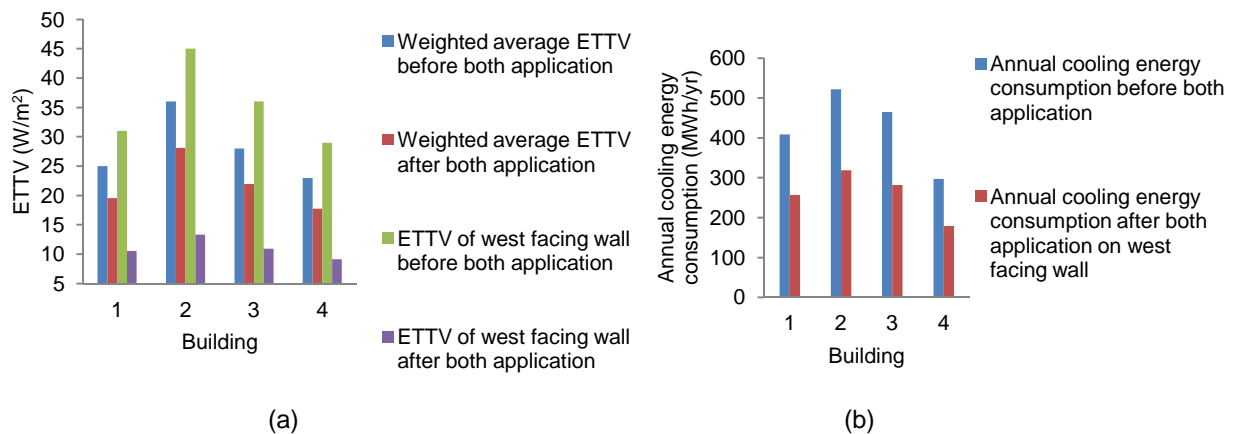 ETTV (W/m²)
50
45
40
35
30
25
20
15
10
5
1 2 3 4
Building
Weighted average ETTV
before both application
Weighted average ETTV
after both application
ETTV of west facing wall
before both application
ETTV of west facing wall
after both application
(a)
Annual cooling energy
consumption (MWh/yr)
600
500
400
300
200
100
0
1 2 3 4
Building
Annual cooling energy
consumption before both
application
Annual cooling energy
consumption after both
application on west
facing wall
(b)